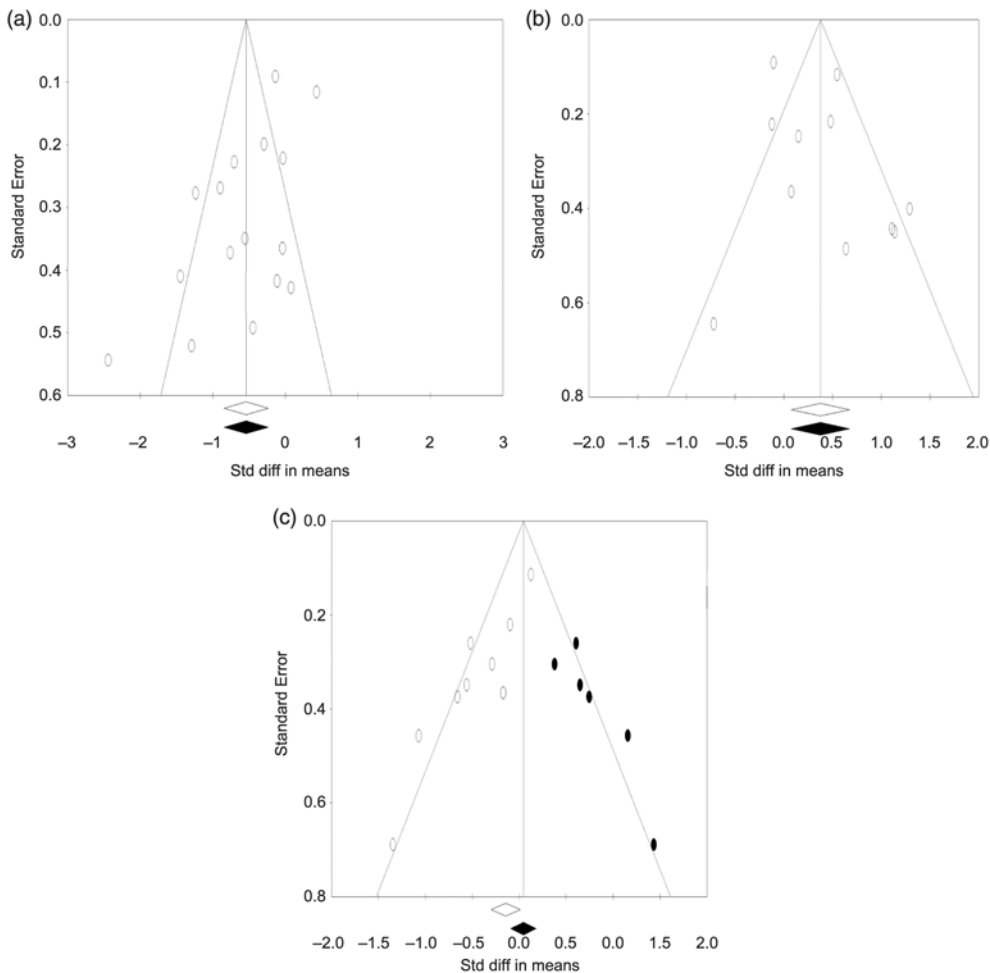 (a)
0.0
0.1
0.2
0.3
0.4
0.5
0.6
Standard Error
–3 –2 –1 0 1 2 3
Std diff in means
(b)
0.0
0.2
0.4
0.6
0.8
Standard Error
–2.0 –1.5 –1.0 –0.5 0.0 0.5 1.0 1.5 2.0
Std diff in means
(c)
0.0
0.2
0.4
0.6
0.8
Standard Error
–2.0 –1.5 –1.0 –0.5 0.0 0.5 0.0 1.5 2.0
Std diff in means